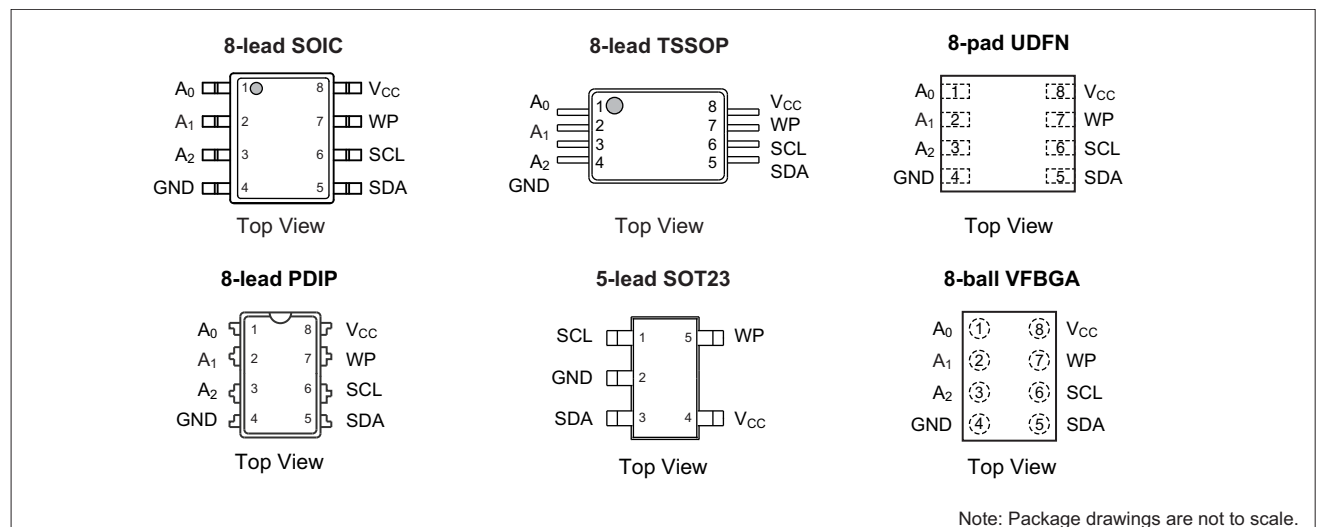 8-lead SOIC
A₀ 1 8 V_CC
A₁ 2 7 WP
A₂ 3 6 SCL
GND 4 5 SDA
Top View
8-lead TSSOP
A₀ 1 8 V_CC
A₁ 2 7 WP
A₂ 3 6 SCL
GND 4 5 SDA
Top View
8-pad UDFN
A₀ 1 8 V_CC
A₁ 2 7 WP
A₂ 3 6 SCL
GND 4 5 SDA
Top View
8-lead PDIP
A₀ 1 8 V_CC
A₁ 2 7 WP
A₂ 3 6 SCL
GND 4 5 SDA
Top View
5-lead SOT23
SCL 1 5 WP
GND 2
SDA 3 4 V_CC
Top View
8-ball VFBGA
A₀ 1 8 V_CC
A₁ 2 7 WP
A₂ 3 6 SCL
GND 4 5 SDA
Top View
Note: Package drawings are not to scale.